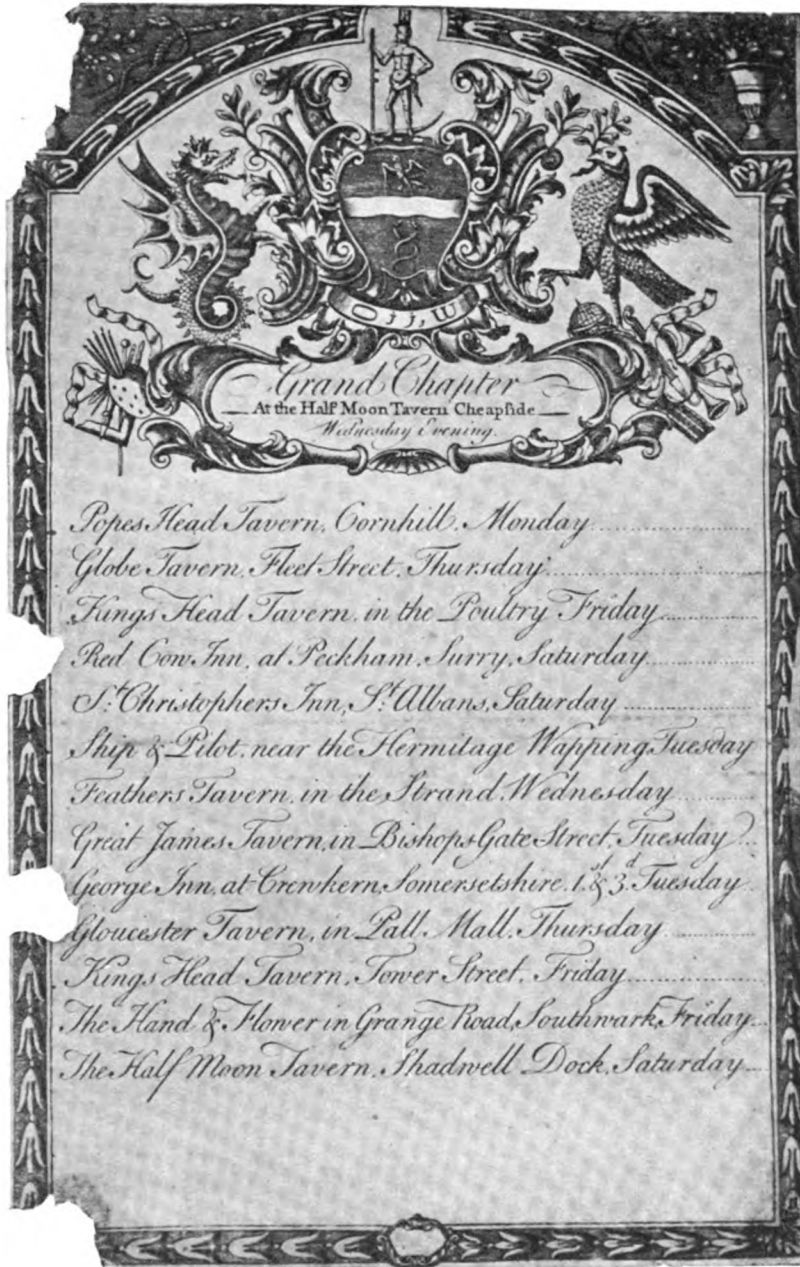 Grand Chapter
At the Half Moon Tavern Cheapſide
Wednesday Evening.
Popes Head Tavern, Cornhill, Monday
Globe Tavern, Fleet Street, Thursday
Kings Head Tavern, in the Poultry Friday
Red Cow Inn, at Peckham, Surry, Saturday
St. Christophers Inn, St. Albans, Saturday
Ship & Pilot, near the Hermitage Wapping Tuesday
Feathers Tavern, in the Strand, Wednesday
Great James Tavern, in Bishops Gate Street, Tuesday
George Inn, at Crewkern, Somersetshire, 1st & 3d Tuesday
Gloucester Tavern, in Pall Mall, Thursday
Kings Head Tavern, Tower Street, Friday
The Hand & Flower in Grange Road, Southwark, Friday
The Half Moon Tavern, Shadwell Dock, Saturday